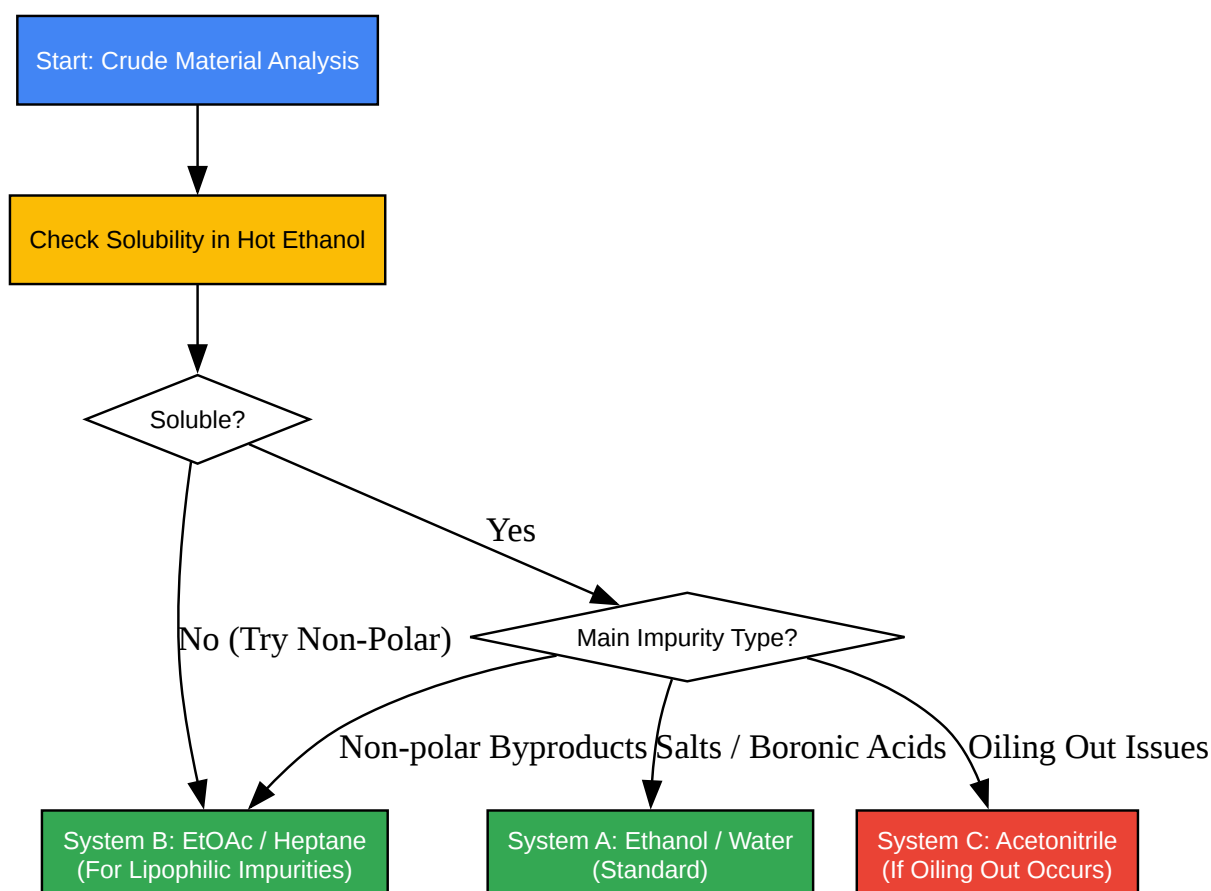 Start: Crude Material Analysis
Check Solubility in Hot Ethanol
Soluble?
Yes
No (Try Non-Polar)
Main Impurity Type?
Non-polar Byproducts
Salts / Boronic Acids
Oiling Out Issues
System B: EtOAc / Heptane
(For Lipophilic Impurities)
System A: Ethanol / Water
(Standard)
System C: Acetonitrile
(If Oiling Out Occurs)